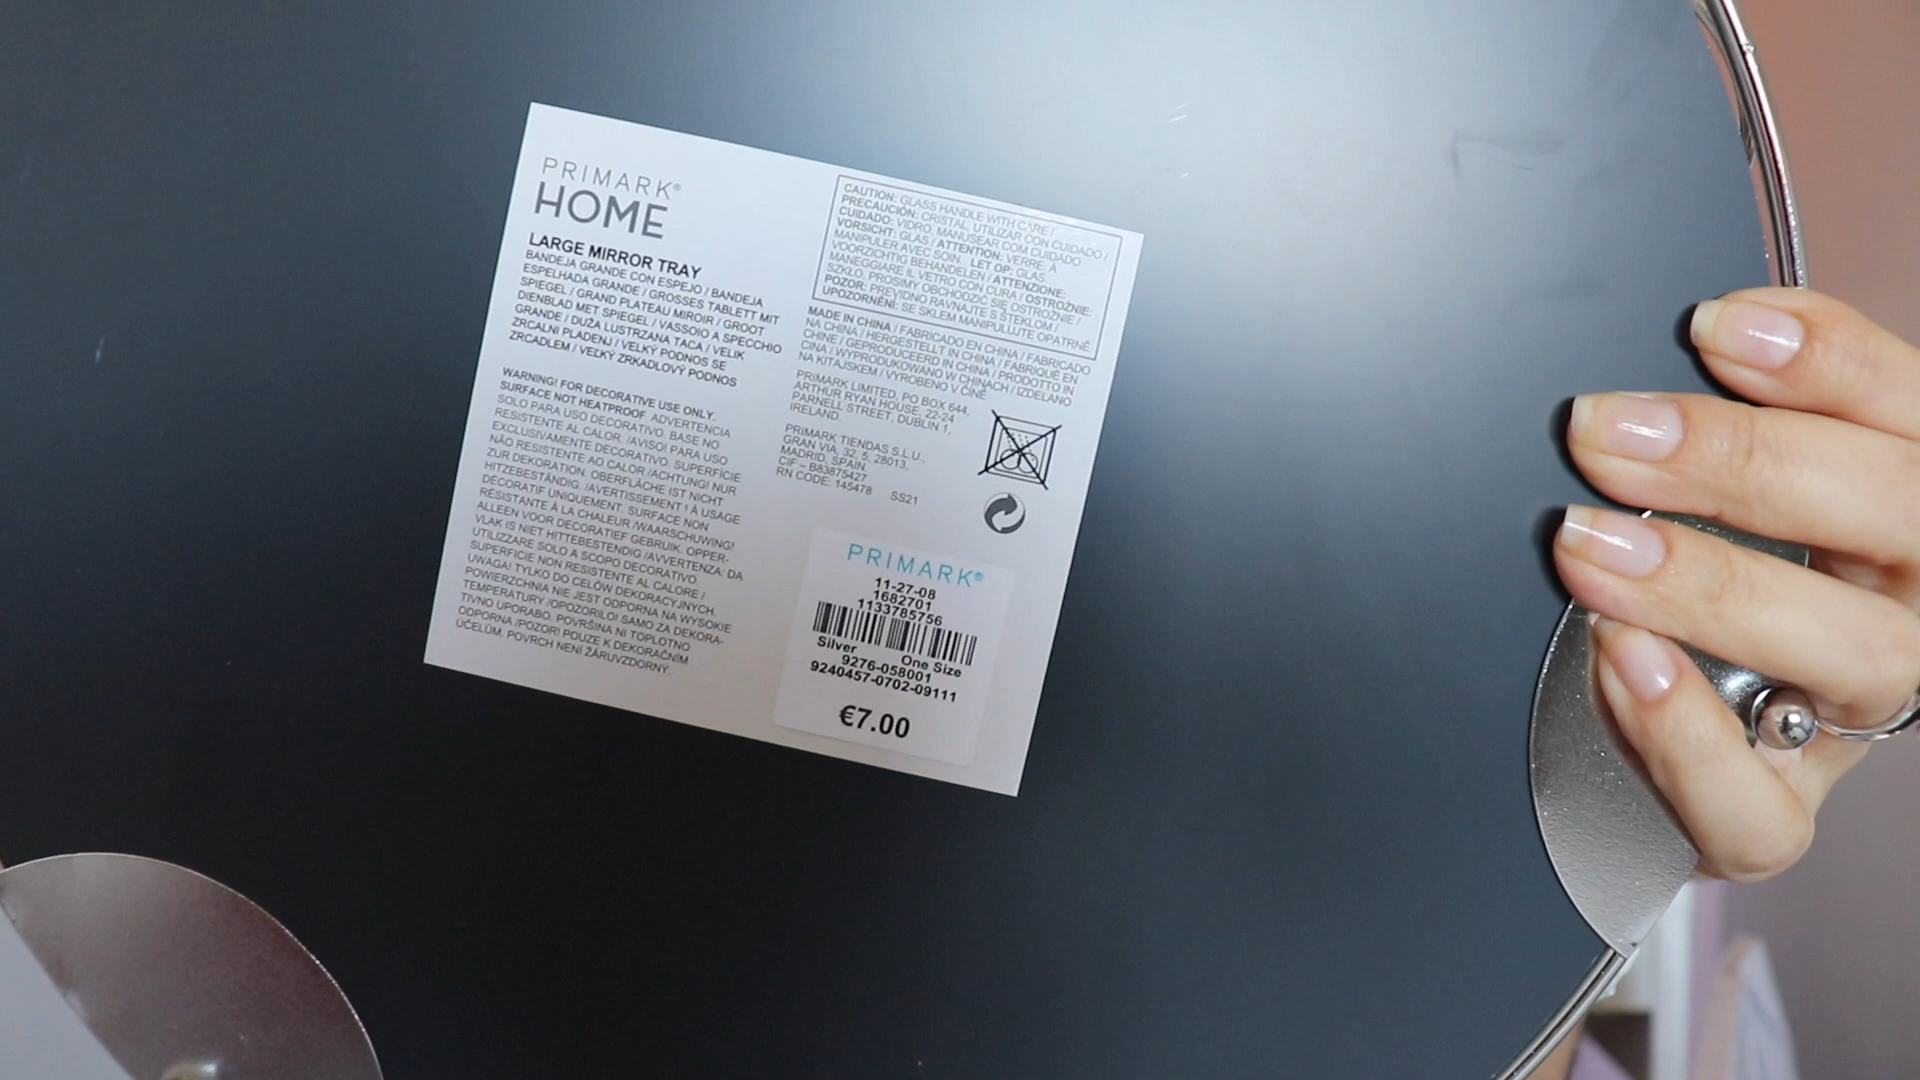 PRIMARK®
HOME
LARGE MIRROR TRAY
BANDEJA GRANDE CON ESPEJO / BANDEJA
ESPELHADA GRANDE / GROSSES TABLETT MIT
SPIEGEL / GRAND PLATEAU MIROIR / GROOT
DIENBLAD MET SPIEGEL / VASSOIO A SPECCHIO
GRANDE / DUŻA LUSTRZANA TACA / VELIK
ZRCALNI PLADENJ / VELKÝ PODNOS SE
ZRCADLEM / VEĽKÝ ZRKADLOVÝ PODNOS
WARNING! FOR DECORATIVE USE ONLY.
SURFACE NOT HEATPROOF ADVERTENCIA
SOLO PARA USO DECORATIVO. BASE NO
RESISTENTE AL CALOR. /AVISO! PARA USO
EXCLUSIVAMENTE DECORATIVO. SUPERFÍCIE
NÃO RESISTENTE AO CALOR /ACHTUNG! NUR
ZUR DEKORATION. OBERFLÄCHE IST NICHT
HITZEBESTÄNDIG. /AVERTISSEMENT ! À USAGE
DÉCORATIF UNIQUEMENT. SURFACE NON
RÉSISTANTE À LA CHALEUR /WAARSCHUWING!
ALLEEN VOOR DECORATIEF GEBRUIK. OPPER-
VLAK IS NIET HITTEBESTENDIG /AVVERTENZA: DA
UTILIZZARE SOLO A SCOPO DECORATIVO.
SUPERFICIE NON RESISTENTE AL CALORE /
UWAGA! TYLKO DO CELÓW DEKORACYJNYCH.
POWIERZCHNIA NIE JEST ODPORNA NA WYSOKIE
TEMPERATURY /OPOZORILO! SAMO ZA DEKORA-
TIVNO UPORABO. POVRŠINA NI TOPLOTNO
ODPORNA /POZOR! POUZE K DEKORAČNÍM
ÚČELŮM. POVRCH NENÍ ŽÁRUVZDORNÝ.
CAUTION: GLASS HANDLE WITH CARE /
PRECAUCIÓN: CRISTAL, UTILIZAR CON CUIDADO /
CUIDADO: VIDRO, MANUSEAR COM CUIDADO
VORSICHT: GLAS / ATTENTION: VERRE, À
MANIPULER AVEC SOIN. LET OP: GLAS,
VOORZICHTIG BEHANDELEN / ATTENZIONE:
MANEGGIARE IL VETRO CON CURA / OSTROŻNIE:
SZKŁO, PROSIMY OBCHODZIĆ SIĘ OSTROŻNIE /
POZOR: PREVIDNO RAVNAJTE S ŠTEKLOM /
UPOZORNĚNÍ: SE SKLEM MANIPULUJTE OPATRNĚ
MADE IN CHINA / FABRICADO EN CHINA / FABRICADO
NA CHINA / HERGESTELLT IN CHINA / FABRIQUÉ EN
CHINE / GEPRODUCEERD IN CHINA / PRODOTTO IN
CINA / WYPRODUKOWANO W CHINACH / IZDELANO
NA KITAJSKEM / VYROBENO V ČÍNĚ
PRIMARK LIMITED, PO BOX 644,
ARTHUR RYAN HOUSE, 22-24
PARNELL STREET, DUBLIN 1,
IRELAND.
PRIMARK TIENDAS S.L.U.,
GRAN VIA, 32, 5, 28013,
MADRID, SPAIN
CIF – B83875427
RN CODE: 145478 SS21
PRIMARK®
11-27-08
1682701
1133785756
Silver One Size
9276-058001
9240457-0702-09111
€7.00